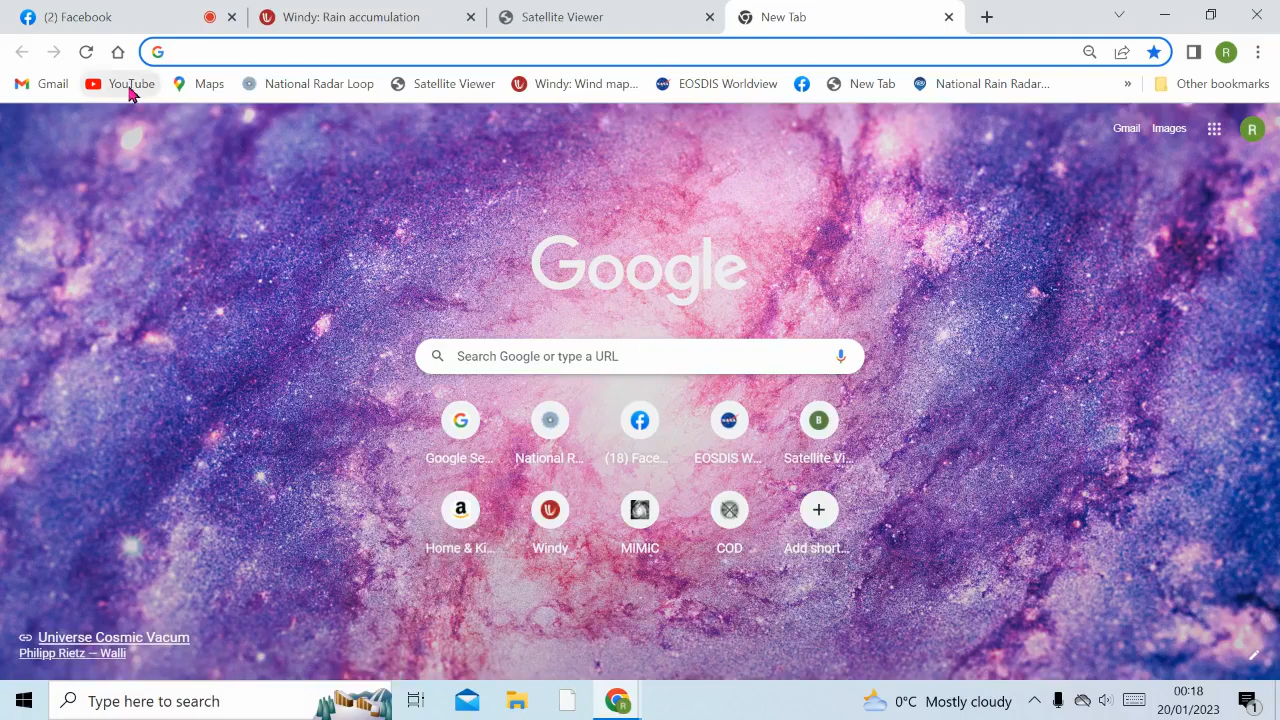 (2) Facebook
Windy: Rain accumulation
Satellite Viewer
New Tab
Gmail
YouTube
Maps
National Radar Loop
Satellite Viewer
Windy: Wind map...
EOSDIS Worldview
New Tab
National Rain Radar...
»
Other bookmarks
R
Gmail Images
R
Google
Search Google or type a URL
Google Se...
National R...
(18) Face...
EOSDIS W...
B
Satellite Vi...
Home & Ki...
Windy
MIMIC
COD
Add short...
Universe Cosmic Vacum
Philipp Rietz — Walli
Type here to search
R
0°C Mostly cloudy
00:18
20/01/2023
1